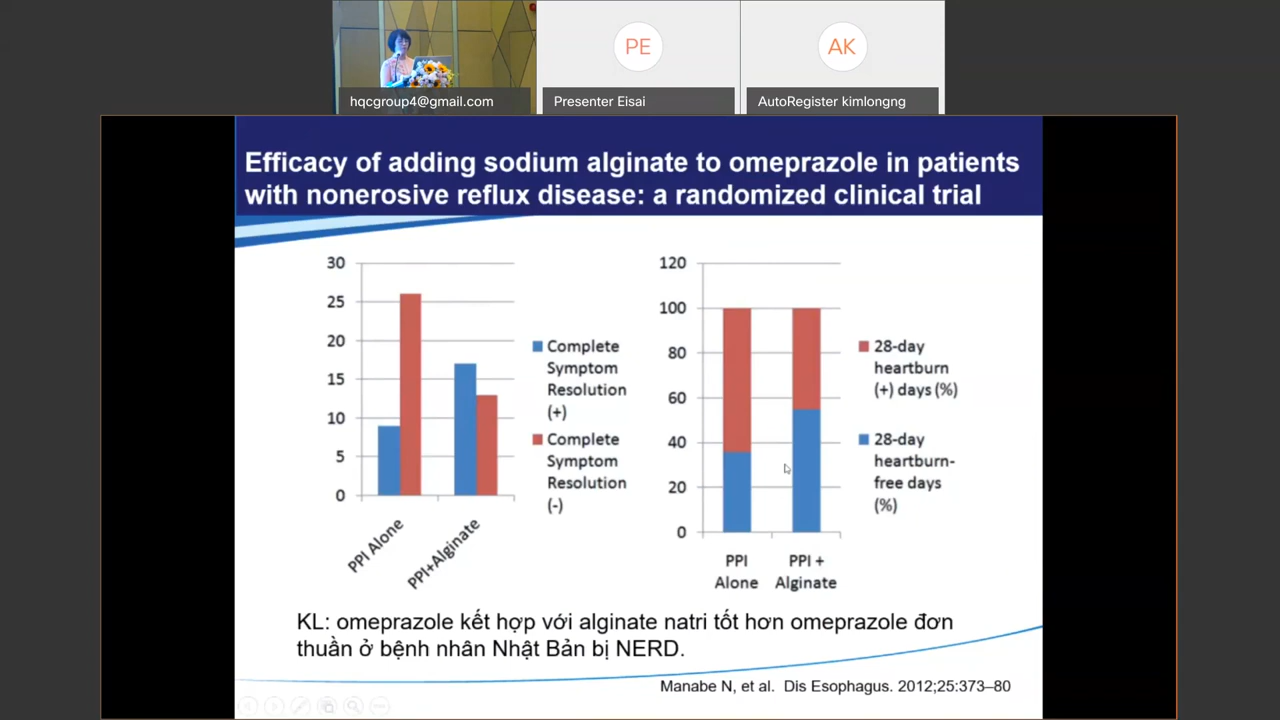 PE
AK
hqcgroup4@gmail.com
Presenter Eisai
AutoRegister kimlongng
Efficacy of adding sodium alginate to omeprazole in patients
with nonerosive reflux disease: a randomized clinical trial
30
25
20
15
10
5
0
PPI Alone
PPI+Alginate
Complete
Symptom
Resolution
(+)
Complete
Symptom
Resolution
(-)
120
100
80
60
40
20
0
PPI
Alone
PPI +
Alginate
28-day
heartburn
(+) days (%)
28-day
heartburn-
free days
(%)
KL: omeprazole kết hợp với alginate natri tốt hơn omeprazole đơn
thuần ở bệnh nhân Nhật Bản bị NERD.
Manabe N, et al. Dis Esophagus. 2012;25:373–80